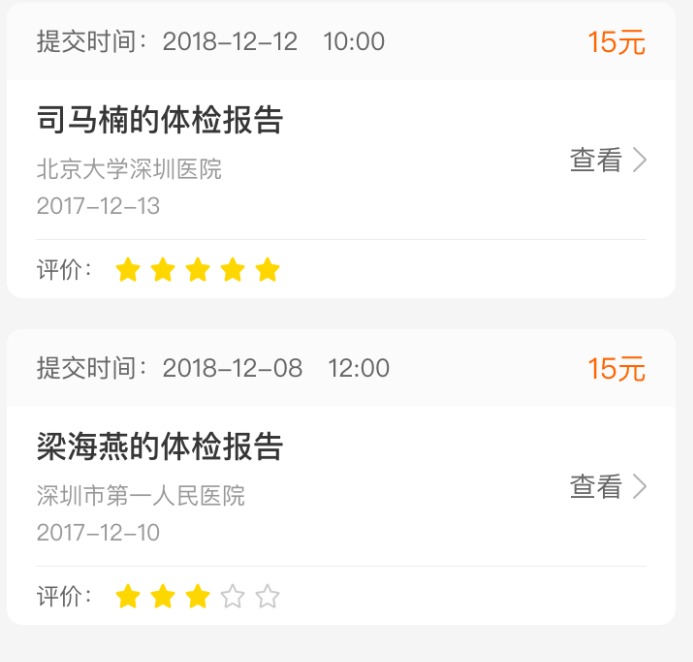 提交时间：2018-12-12 10:00 15元
司马楠的体检报告
北京大学深圳医院
查看
2017-12-13
评价：
提交时间：2018-12-08 12:00 15元
梁海燕的体检报告
深圳市第一人民医院
查看
2017-12-10
评价：